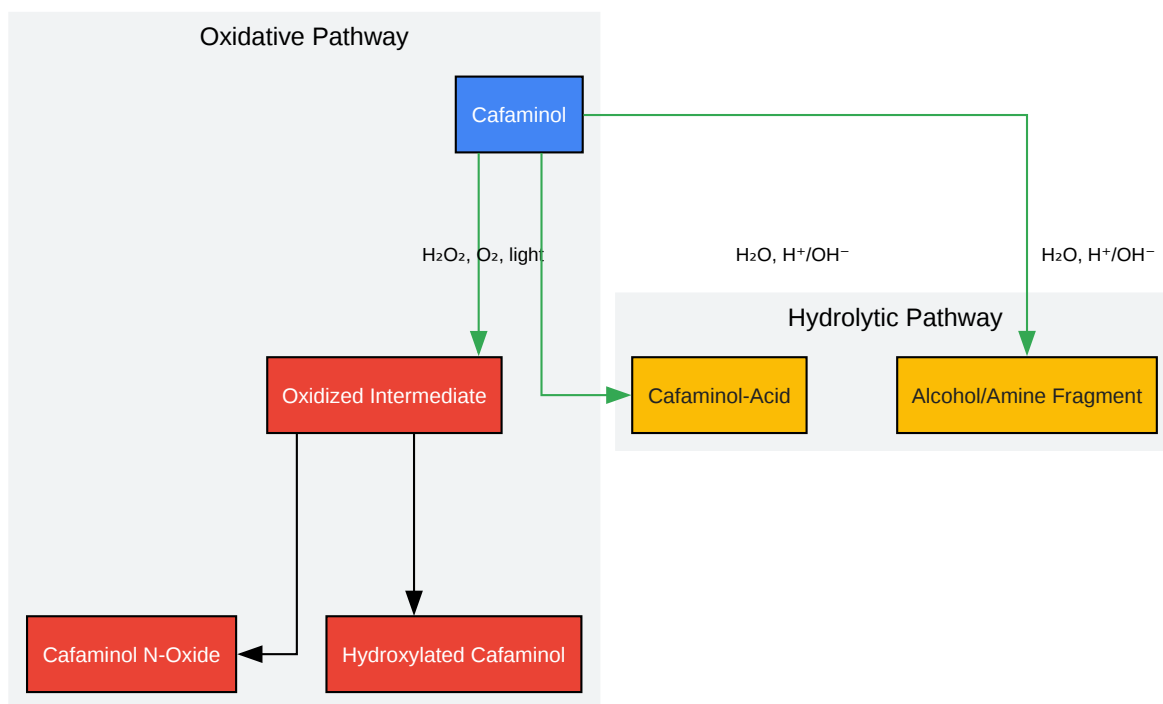 Oxidative Pathway
Cafaminol
H₂O₂, O₂, light
H₂O, H⁺/OH⁻
H₂O, H⁺/OH⁻
Hydrolytic Pathway
Oxidized Intermediate
Cafaminol-Acid
Alcohol/Amine Fragment
Cafaminol N-Oxide
Hydroxylated Cafaminol